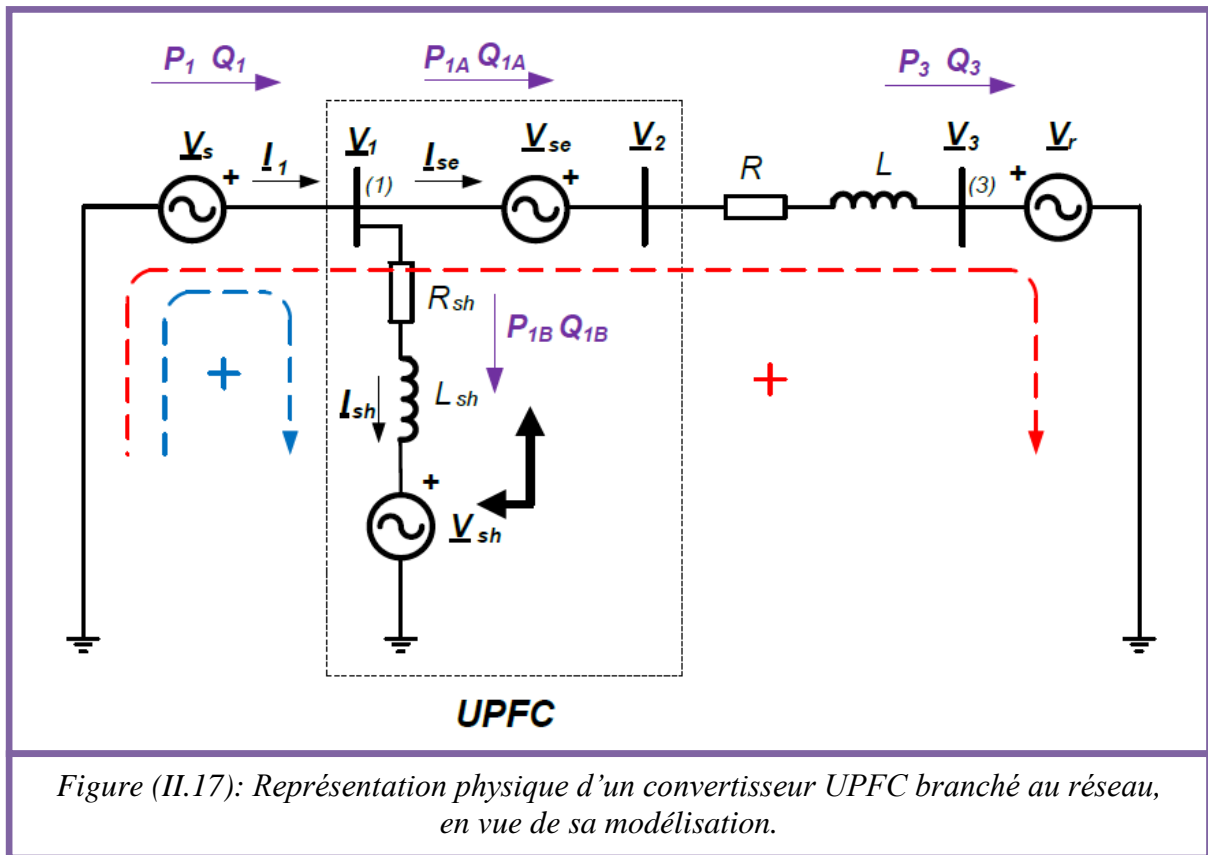 P1 Q1
P1A Q1A
P3 Q3
Vs
+
I1
V1
(1)
Ise
Vse
+
V2
R
L
V3
(3)
+
Vr
Rsh
P1B Q1B
+
+
Ish
Lsh
+
Vsh
UPFC
Figure (II.17): Représentation physique d'un convertisseur UPFC branché au réseau,
en vue de sa modélisation.